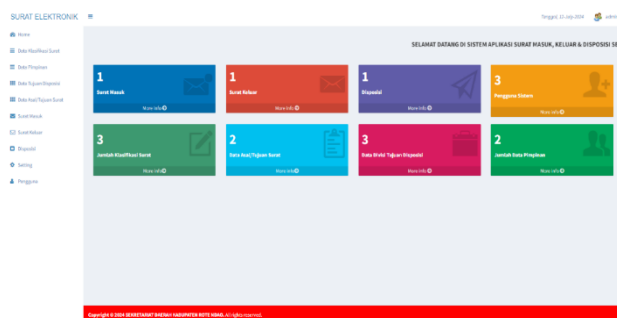 SURAT ELEKTRONIK
Tanggal, 11 July 2024
admin
Home
Data Klasifikasi Surat
Data Pimpinan
Data Tujuan Disposisi
Data Asal/Tujuan Surat
Surat Masuk
Surat Keluar
Disposisi
Setting
Pengguna
SELAMAT DATANG DI SISTEM APLIKASI SURAT MASUK, KELUAR & DISPOSISI SE
1
Surat Masuk
More Info
1
Surat Keluar
More Info
1
Disposisi
More Info
3
Pengguna Sistem
More Info
3
Jumlah Klasifikasi Surat
More Info
2
Data Asal/Tujuan Surat
More Info
3
Data Divisi Tujuan Disposisi
More Info
2
Jumlah Data Pimpinan
More Info
Copyright © 2024 SEKRETARIAT DAERAH KABUPATEN ROTE NDAO. All rights reserved.